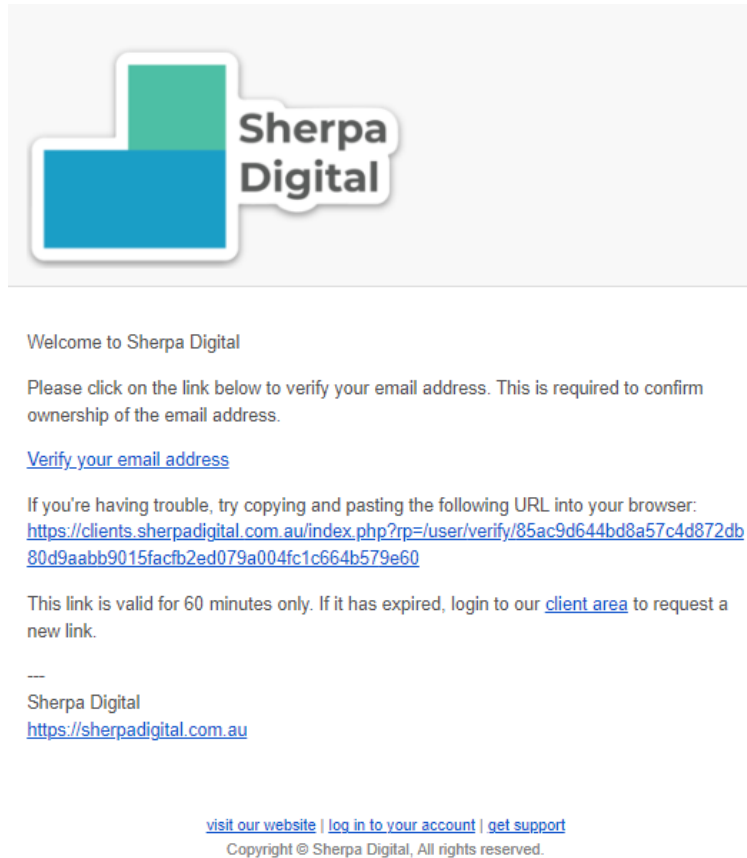 Sherpa
Digital
Welcome to Sherpa Digital
Please click on the link below to verify your email address. This is required to confirm
ownership of the email address.
Verify your email address
If you're having trouble, try copying and pasting the following URL into your browser:
https://clients.sherpadigital.com.au/index.php?rp=/user/verify/85ac9d644bd8a57c4d872db
80d9aabb9015facfb2ed079a004fc1c664b579e60
This link is valid for 60 minutes only. If it has expired, login to our client area to request a
new link.
---
Sherpa Digital
https://sherpadigital.com.au
visit our website | log in to your account | get support
Copyright © Sherpa Digital, All rights reserved.